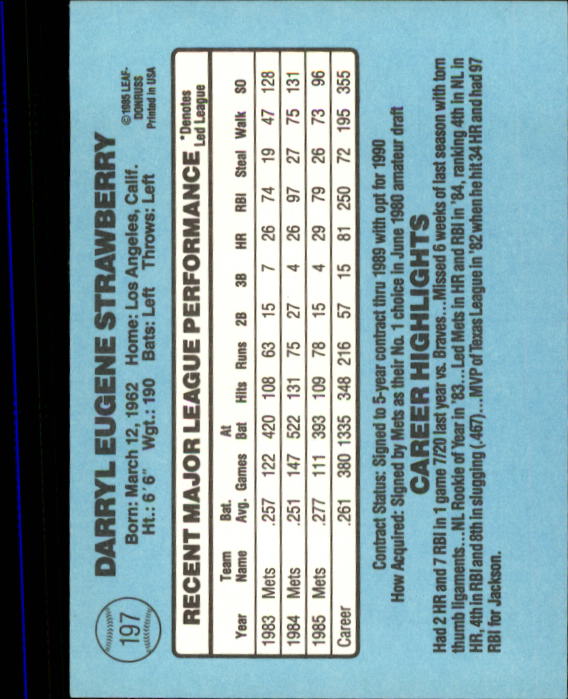 197
DARRYL EUGENE STRAWBERRY
Born: March 12, 1962 Home: Los Angeles, Calif.
Ht.: 6'6" Wgt.: 190 Bats: Left Throws: Left
©1985 LEAF-
DONRUSS
Printed in USA
RECENT MAJOR LEAGUE PERFORMANCE *Denotes
Led League
Team Bat. At
Year Name Avg. Games Bat Hits Runs 2B 3B HR RBI Steal Walk SO
1983 Mets .257 122 420 108 63 15 7 26 74 19 47 128
1984 Mets .251 147 522 131 75 27 4 26 97 27 75 131
1985 Mets .277 111 393 109 78 15 4 29 79 26 73 96
Career .261 380 1335 348 216 57 15 81 250 72 195 355
Contract Status: Signed to 5-year contract thru 1989 with opt for 1990
How Acquired: Signed by Mets as their No. 1 choice in June 1980 amateur draft
CAREER HIGHLIGHTS
Had 2 HR and 7 RBI in 1 game 7/20 last year vs. Braves...Missed 6 weeks of last season with torn
thumb ligaments...NL Rookie of Year in '83...Led Mets in HR and RBI in '84, ranking 4th in NL in
HR, 4th in RBI and 8th in slugging (.467)...MVP of Texas League in '82 when he hit 34 HR and had 97
RBI for Jackson.